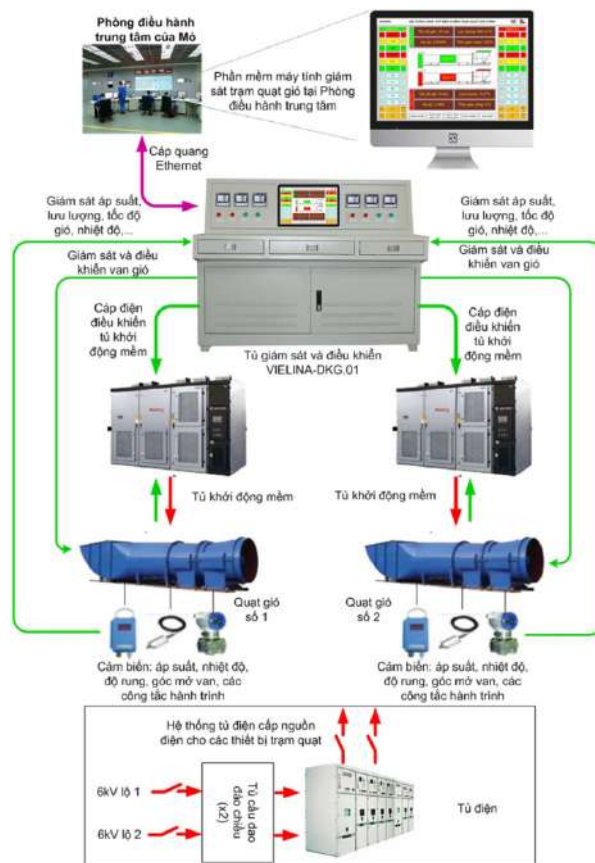 Phòng điều hành
trung tâm của Mỏ
Phần mềm máy tính giám
sát trạm quạt gió tại Phòng
điều hành trung tâm
Cáp quang
Ethernet
Giám sát áp suất,
lưu lượng, tốc độ
gió, nhiệt độ,...
Giám sát và điều
khiển van gió
Giám sát áp suất,
lưu lượng, tốc độ
gió, nhiệt độ,...
Giám sát và điều
khiển van gió
Cáp điện
điều khiển
tủ khởi
động mềm
Cáp điện
điều khiển
tủ khởi
động mềm
Tủ giám sát và điều khiển
VIELINA-DKG.01
Tủ khởi động mềm
Tủ khởi động mềm
Quạt gió
số 1
Quạt gió
số 2
Cảm biến: áp suất, nhiệt độ,
độ rung, góc mở van, các
công tắc hành trình
Cảm biến: áp suất, nhiệt độ,
độ rung, góc mở van, các
công tắc hành trình
Hệ thống tủ điện cấp nguồn
điện cho các thiết bị trạm quạt
6kV lộ 1
6kV lộ 2
Tủ cầu dao
đảo chiều
(x2)
Tủ điện